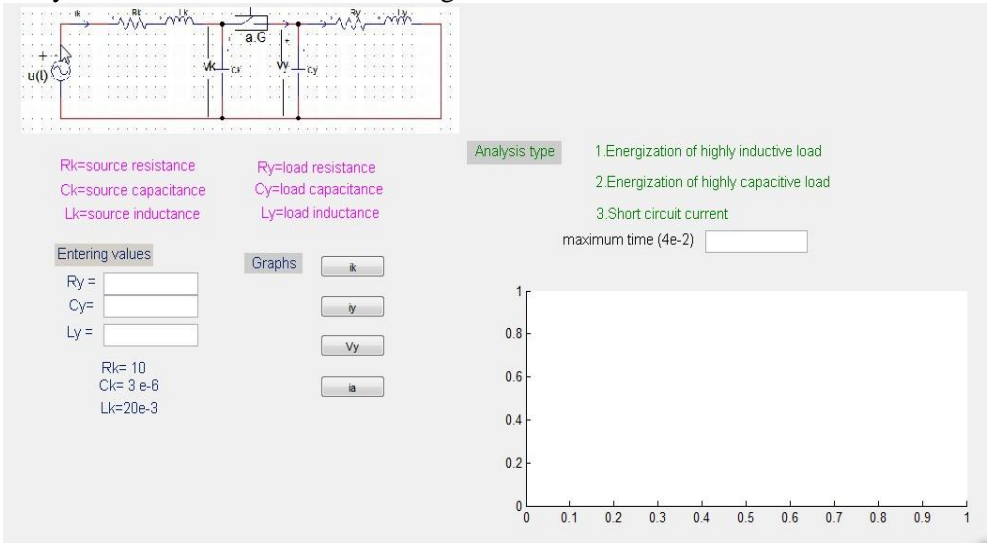 ik Rk Lk Ry Ly
a.G
+ +
u(t) Vk Ck Vy Cy
Analysis type
1.Energization of highly inductive load
2.Energization of highly capacitive load
3.Short circuit current
maximum time (4e-2)
Rk=source resistance
Ck=source capacitance
Lk=source inductance
Ry=load resistance
Cy=load capacitance
Ly=load inductance
Entering values
Ry =
Cy=
Ly =
Rk= 10
Ck= 3 e-6
Lk=20e-3
Graphs
ik
iy
Vy
ia
1
0.8
0.6
0.4
0.2
0
0 0.1 0.2 0.3 0.4 0.5 0.6 0.7 0.8 0.9 1